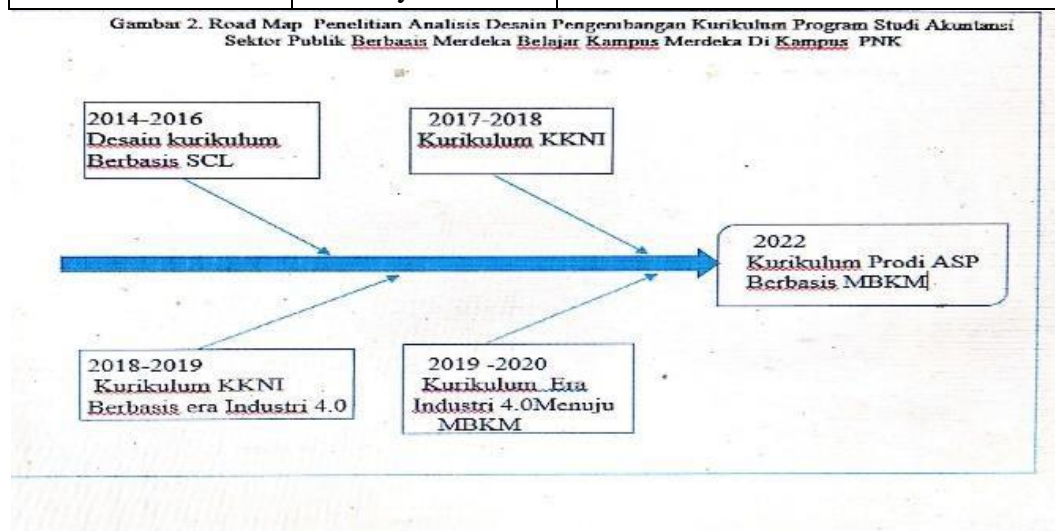 Gambar 2. Road Map Penelitian Analisis Desain Pengembangan Kurikulum Program Studi Akuntansi
Sektor Publik Berbasis Merdeka Belajar Kampus Merdeka Di Kampus PNK
2014-2016
Desain kurikulum
Berbasis SCL
2017-2018
Kurikulum KKNI
2022
Kurikulum Prodi ASP
Berbasis MBKM
2018-2019
Kurikulum KKNI
Berbasis era Industri 4.0
2019 -2020
Kurikulum Era
Industri 4.0Menuju
MBKM